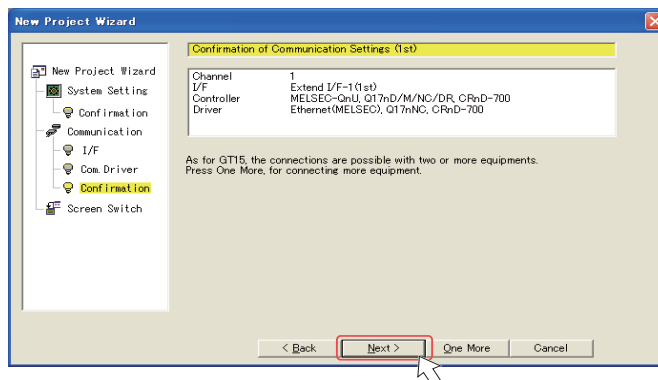 New Project Wizard
New Project Wizard
System Setting
Confirmation
Communication
I/F
Com. Driver
Confirmation
Screen Switch
Confirmation of Communication Settings (1st)
Channel 1
I/F Extend I/F-1(1st)
Controller MELSEC-QnU, Q17nD/M/NC/DR, CRnD-700
Driver Ethernet(MELSEC), Q17nNC, CRnD-700
As for GT15, the connections are possible with two or more equipments.
Press One More, for connecting more equipment.
< Back
Next >
One More
Cancel